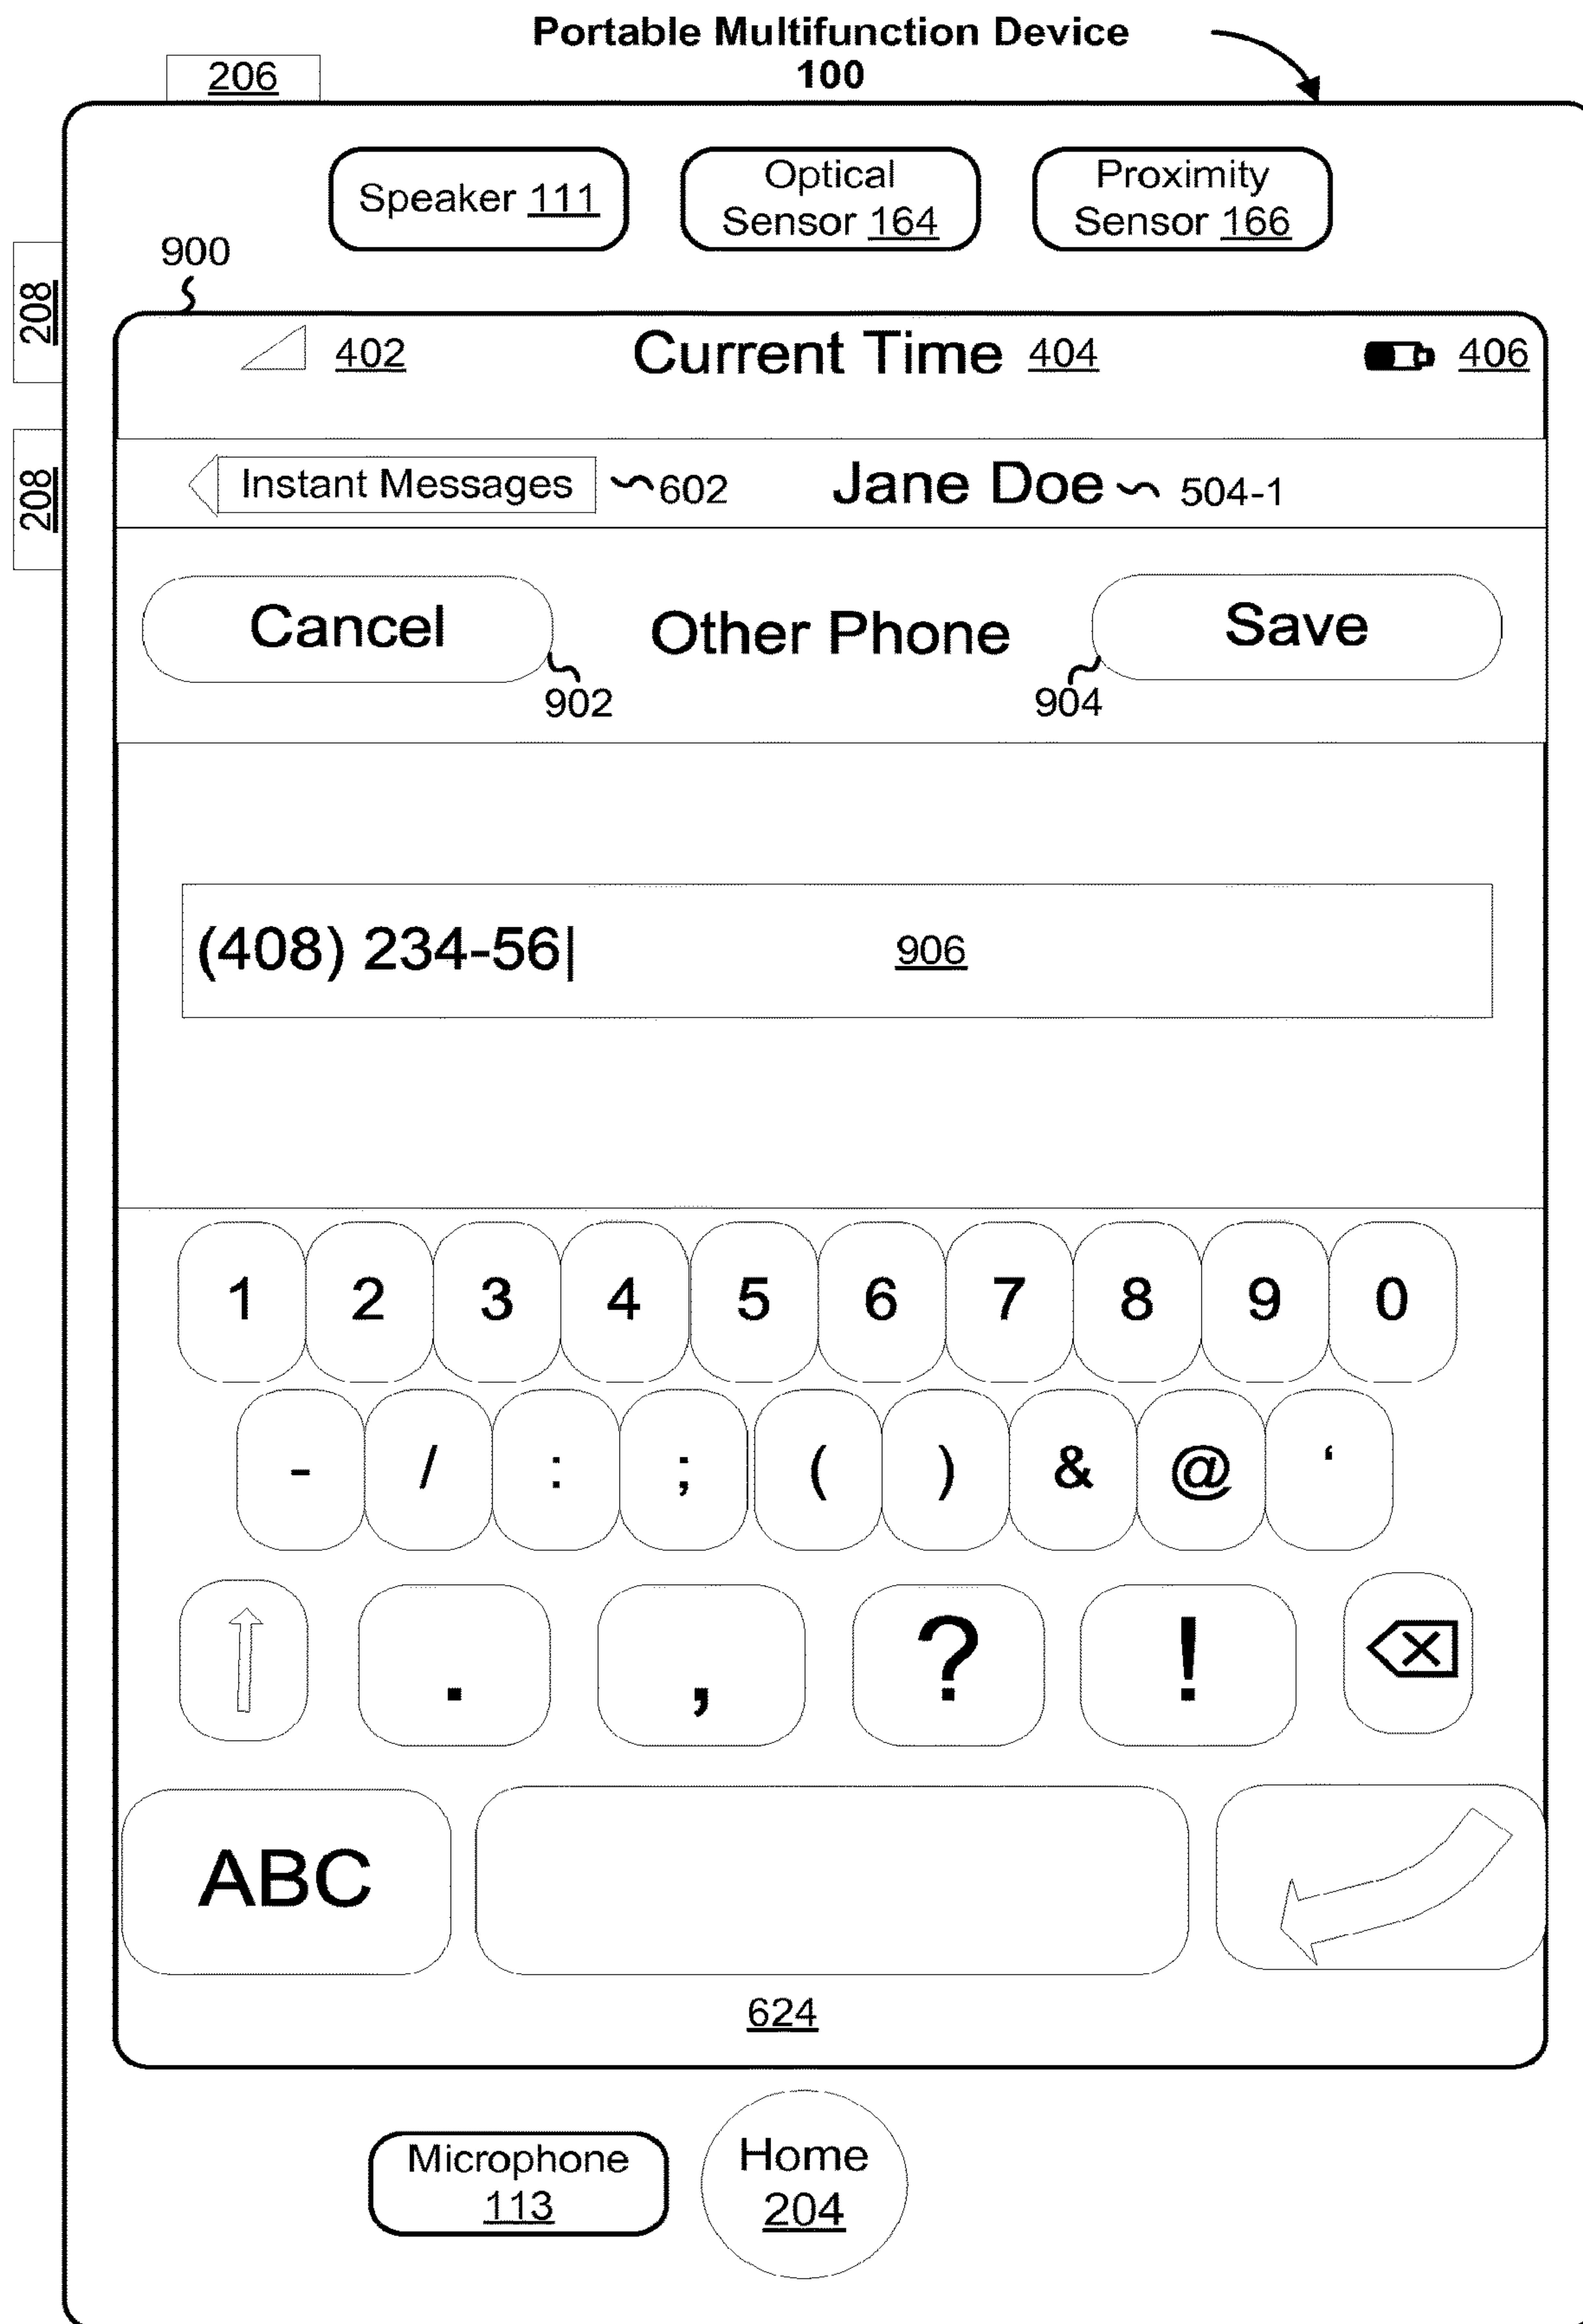 Portable Multifunction Device
100
206
Speaker 111
Optical
Sensor 164
Proximity
Sensor 166
900
208
402
Current Time 404
406
Instant Messages
602
Jane Doe
504-1
208
Cancel
Other Phone
Save
902
904
(408) 234-56|
906
1 2 3 4 5 6 7 8 9 0
- / : ; ( ) & @ ‘
. , ? !
ABC
624
Microphone
113
Home
204